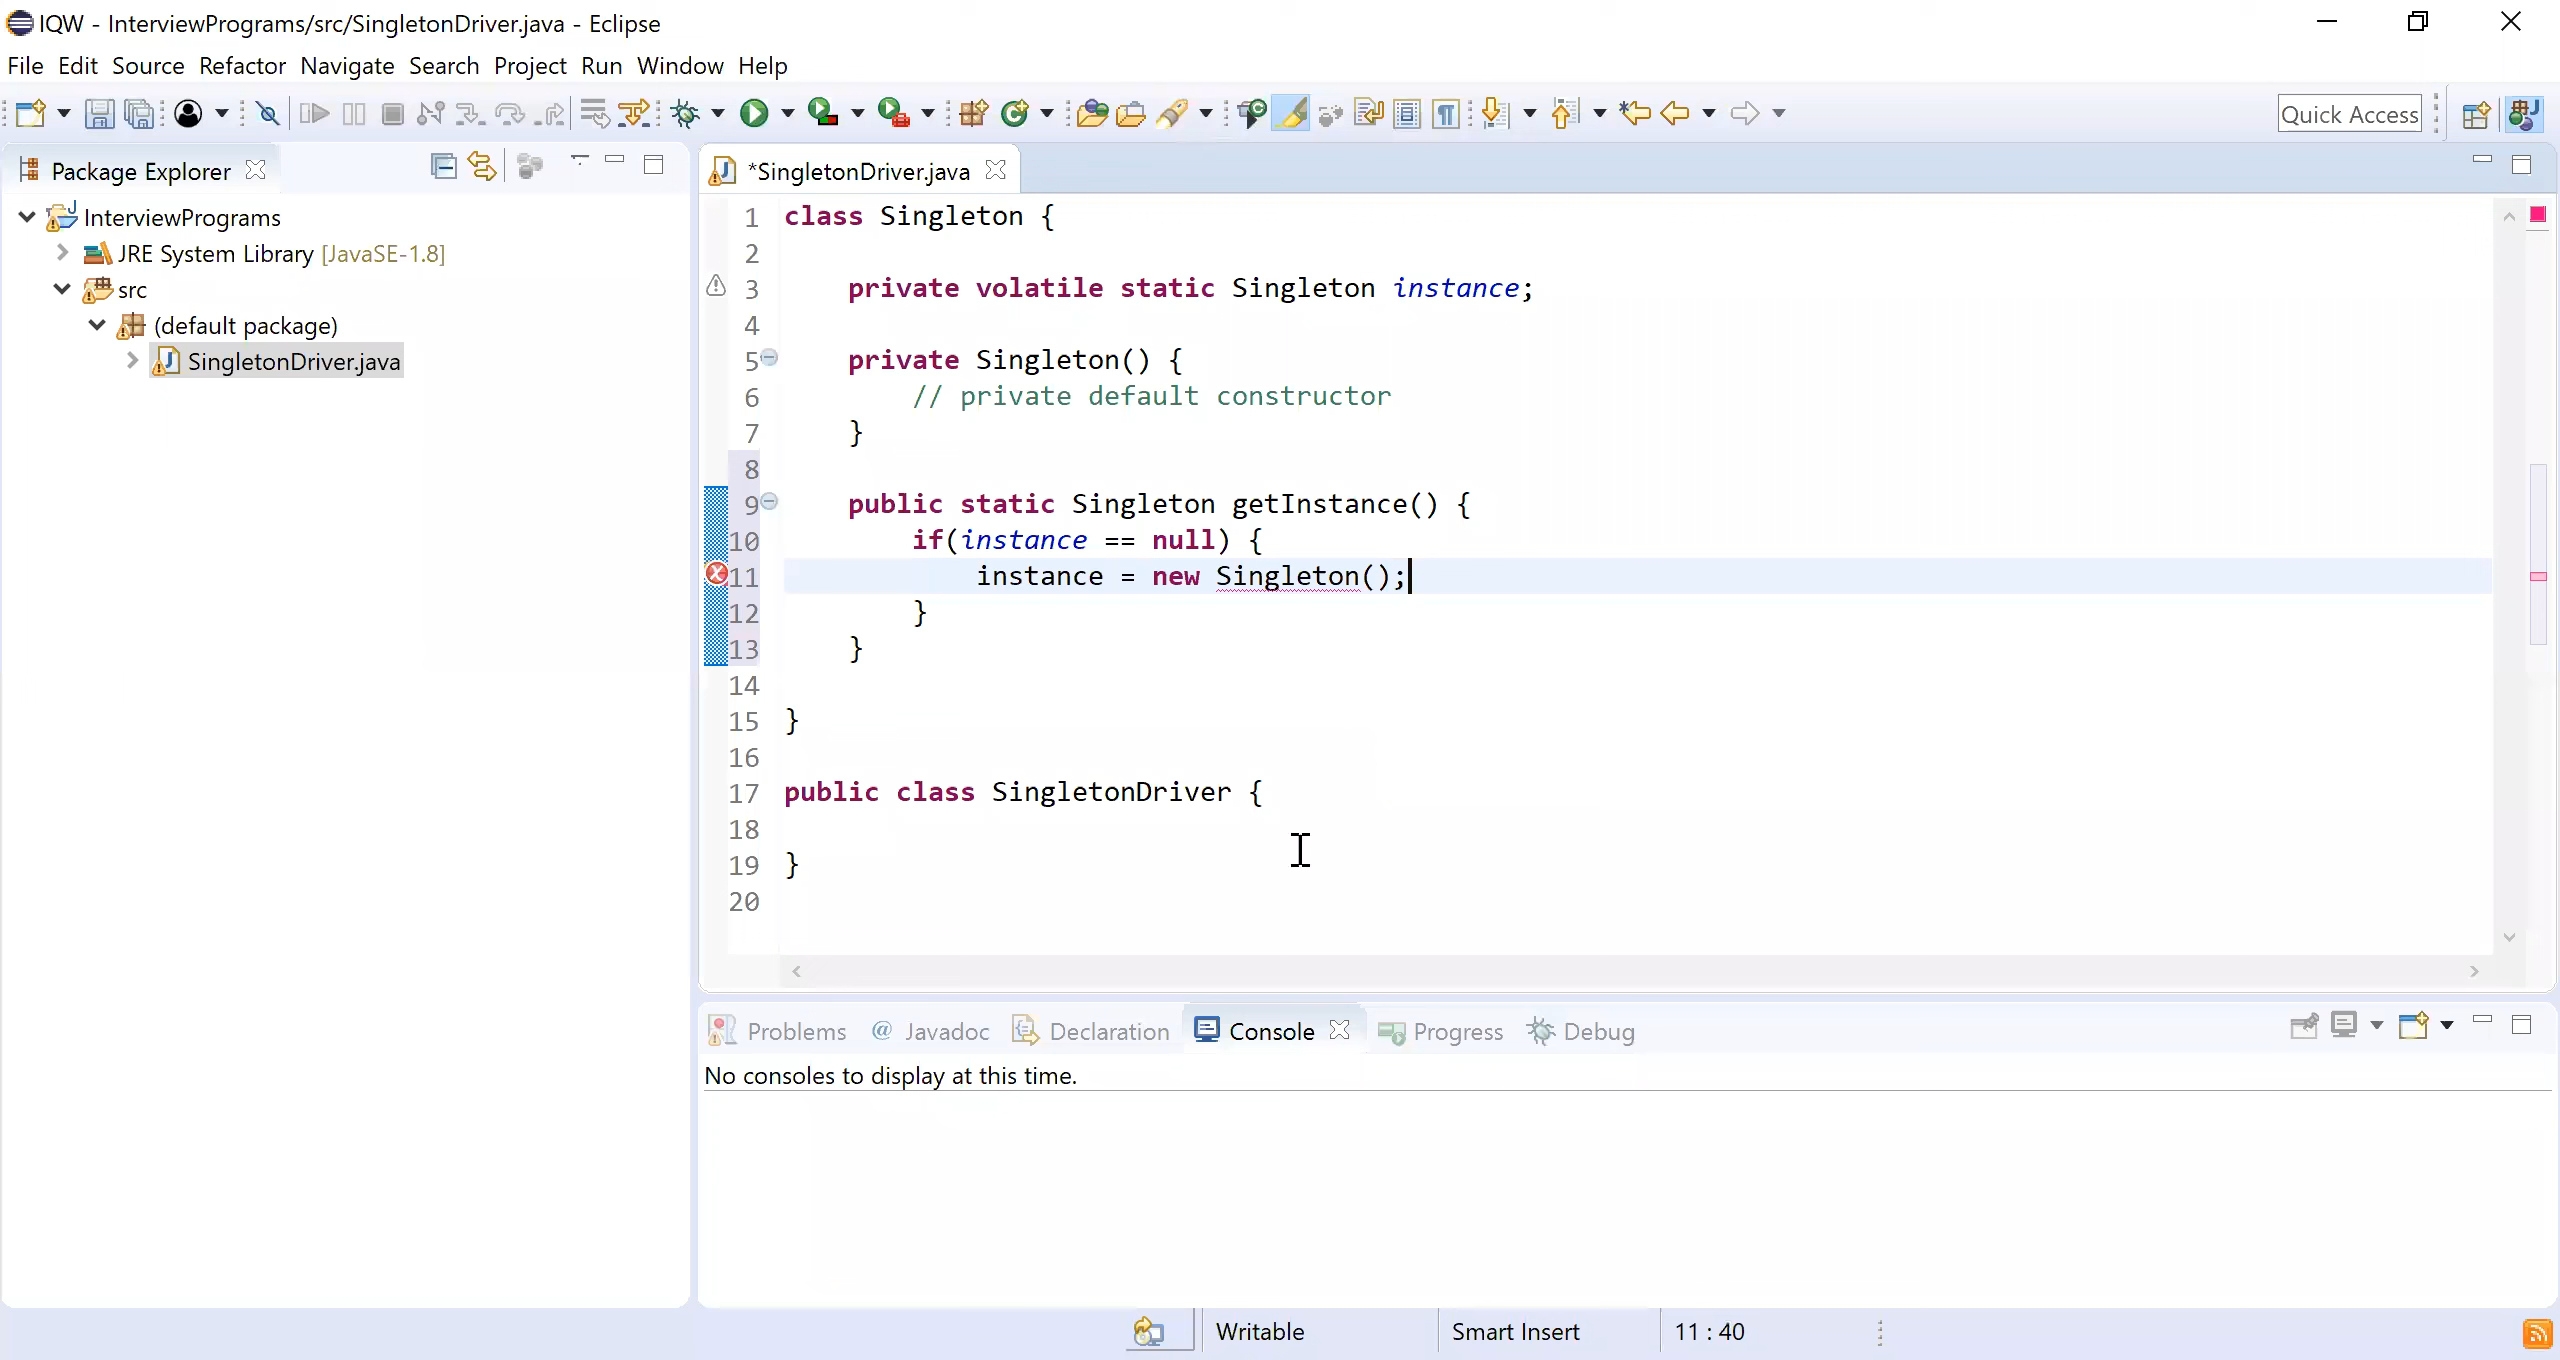 IQW - InterviewPrograms/src/SingletonDriver.java - Eclipse
File Edit Source Refactor Navigate Search Project Run Window Help
Quick Access
Package Explorer
InterviewPrograms
JRE System Library [JavaSE-1.8]
src
(default package)
SingletonDriver.java
*SingletonDriver.java
1 class Singleton {
2
3 private volatile static Singleton instance;
4
5 private Singleton() {
6 // private default constructor
7 }
8
9 public static Singleton getInstance() {
10 if(instance == null) {
11 instance = new Singleton();
12 }
13 }
14
15 }
16
17 public class SingletonDriver {
18
19 }
20
Problems @ Javadoc Declaration Console Progress Debug
No consoles to display at this time.
Writable Smart Insert 11 : 40